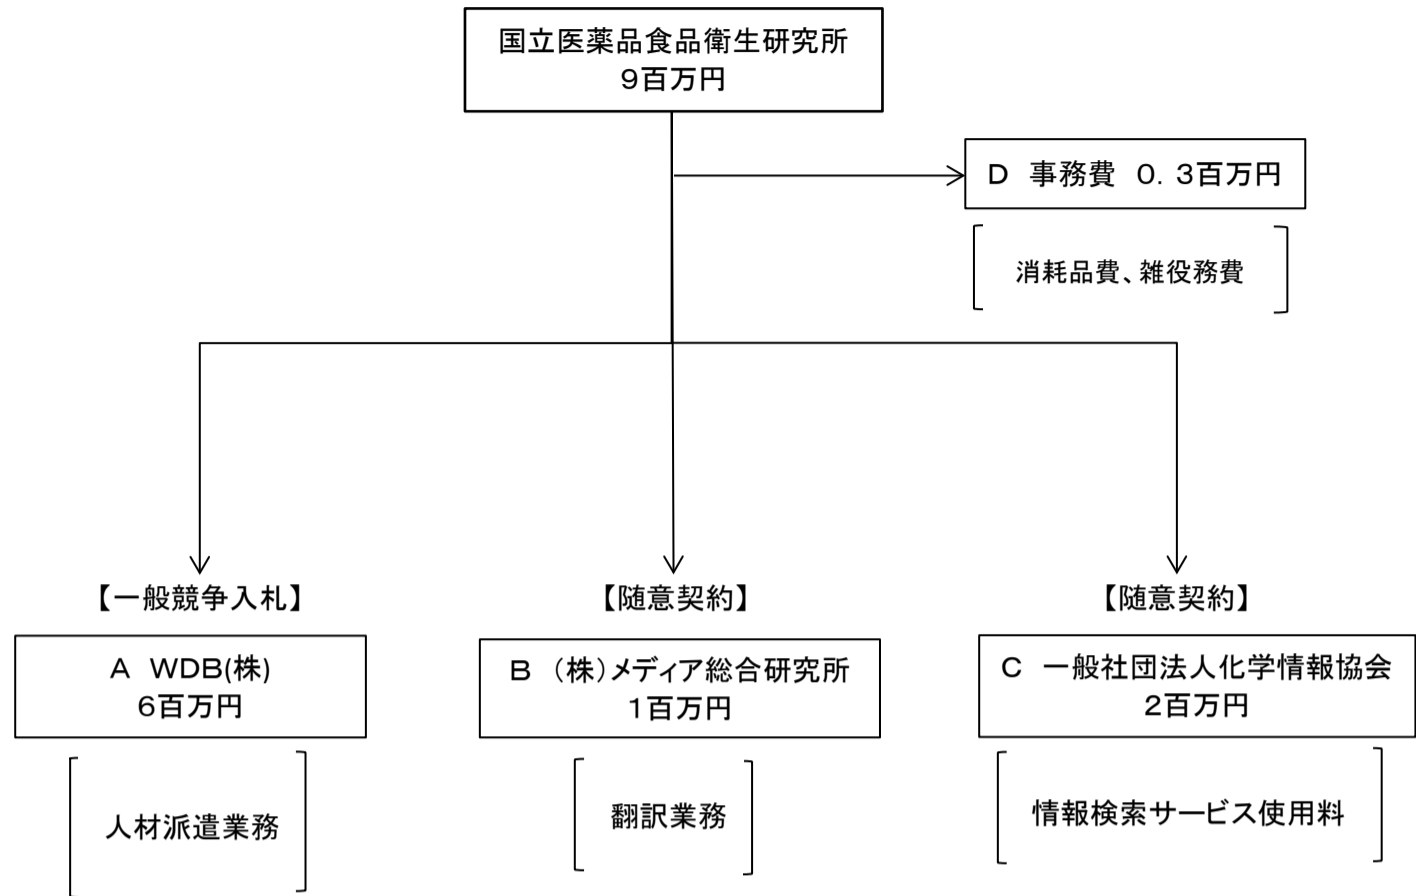 国立医薬品食品衛生研究所
９百万円
Ｄ　事務費　０．３百万円
消耗品費、雑役務費
【一般競争入札】
【随意契約】
【随意契約】
Ａ　WDB(株)
６百万円
Ｂ　（株）メディア総合研究所
１百万円
Ｃ　一般社団法人化学情報協会
２百万円
人材派遣業務
翻訳業務
情報検索サービス使用料